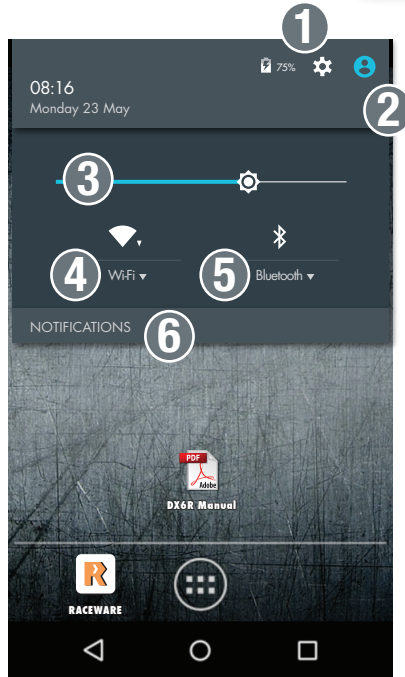 1
75%
08:16
Monday 23 May
2
3
4
Wi-Fi ▾
5
Bluetooth ▾
NOTIFICATIONS
6
PDF
Adobe
DX6R Manual
R
RACEWARE